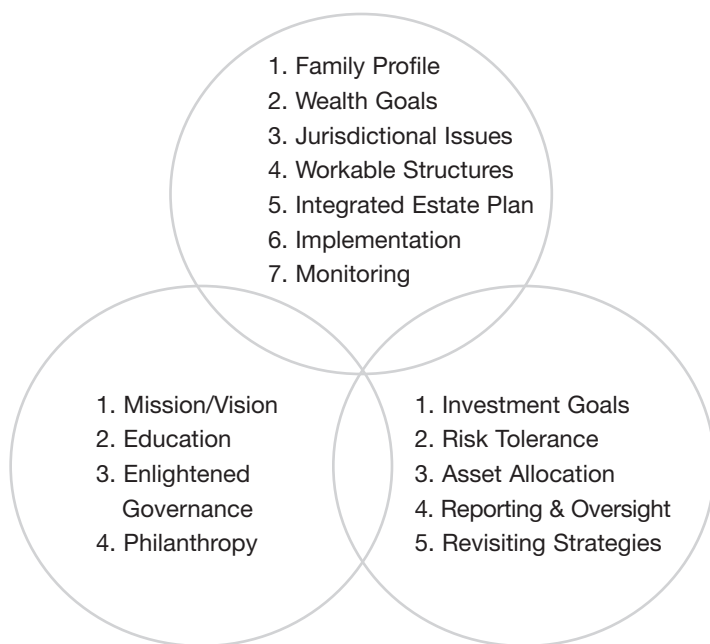 1. Family Profile
2. Wealth Goals
3. Jurisdictional Issues
4. Workable Structures
5. Integrated Estate Plan
6. Implementation
7. Monitoring
1. Mission/Vision
2. Education
3. Enlightened
Governance
4. Philanthropy
1. Investment Goals
2. Risk Tolerance
3. Asset Allocation
4. Reporting & Oversight
5. Revisiting Strategies